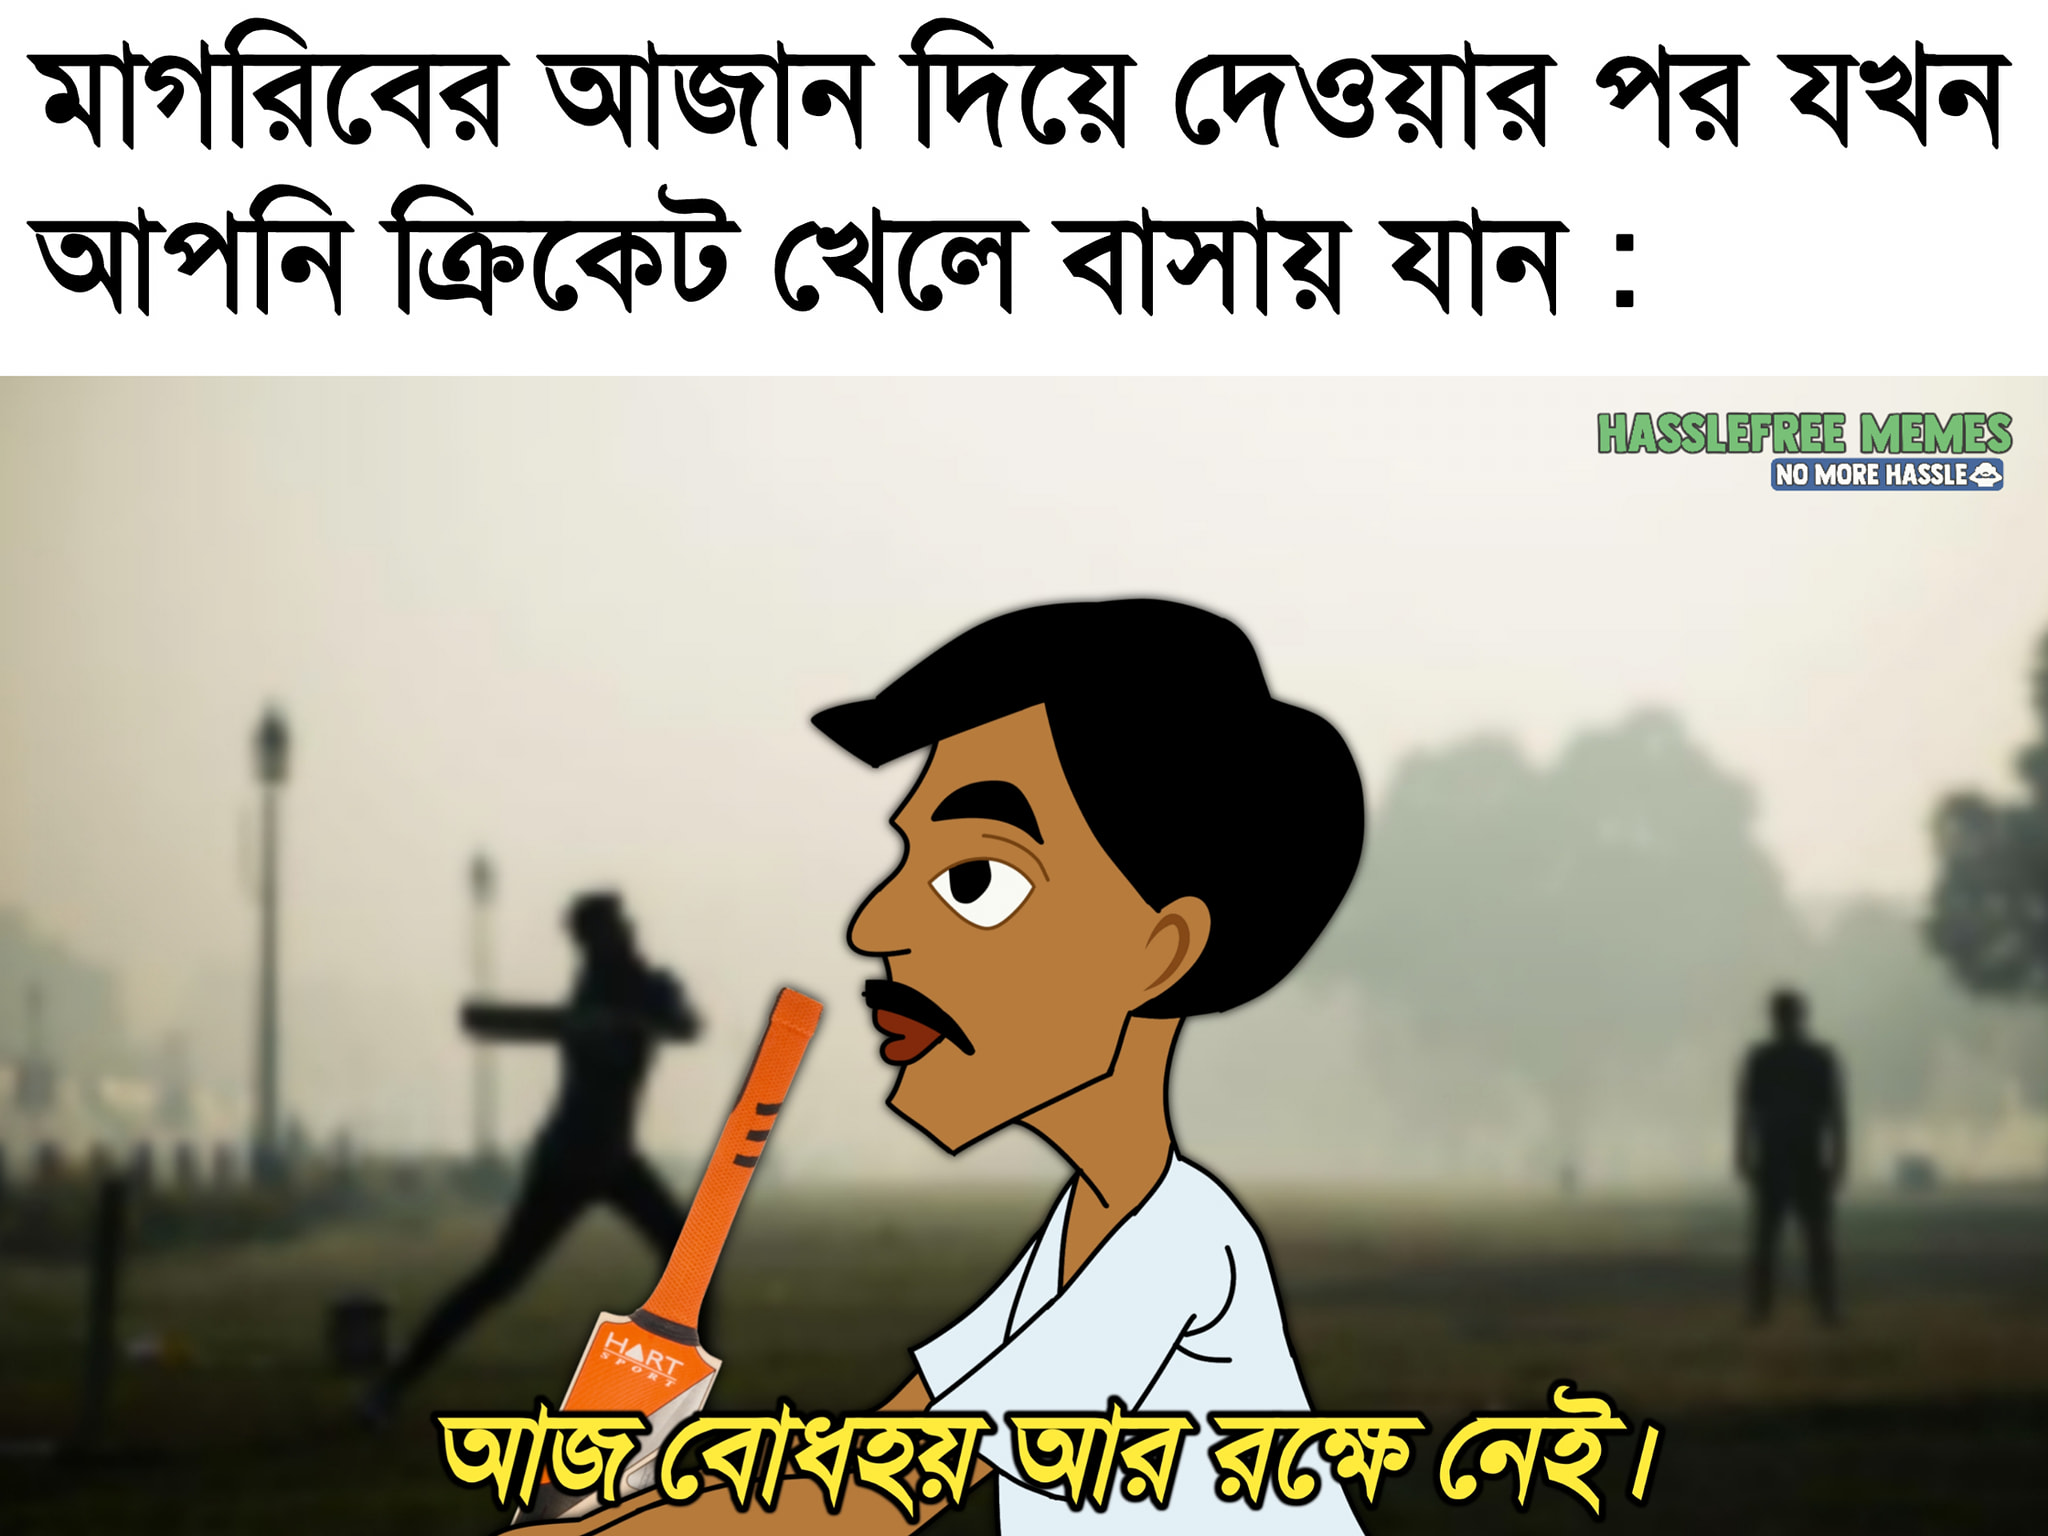 মাগরিবের আজান দিয়ে দেওয়ার পর যখন
আপনি ক্রিকেট খেলে বাসায় যান :
HASSLEFREE MEMES
NO MORE HASSLE
HART
SPORT
আজ বোধহয় আর রক্ষে নেই।